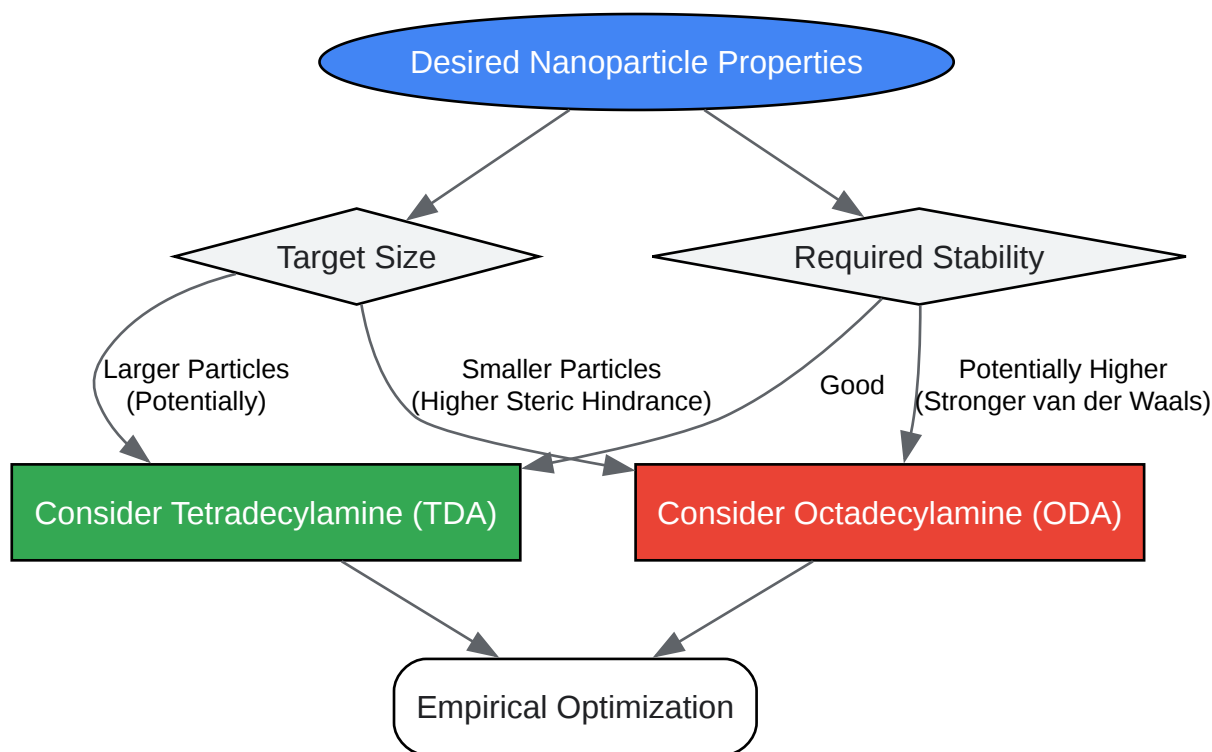 Desired Nanoparticle Properties
Target Size
Required Stability
Larger Particles
(Potentially)
Smaller Particles
(Higher Steric Hindrance)
Good
Potentially Higher
(Stronger van der Waals)
Consider Tetradecylamine (TDA)
Consider Octadecylamine (ODA)
Empirical Optimization